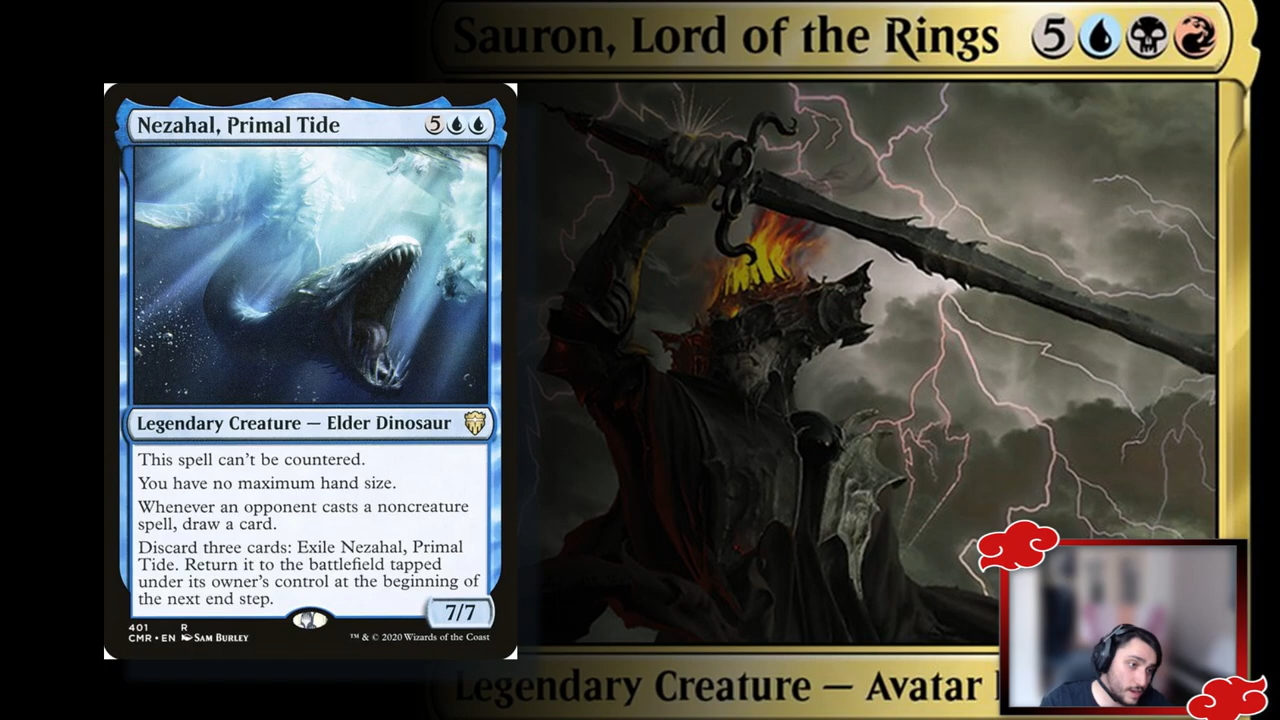 Sauron, Lord of the Rings 5
Nezahal, Primal Tide 5
Legendary Creature — Elder Dinosaur
This spell can't be countered.
You have no maximum hand size.
Whenever an opponent casts a noncreature
spell, draw a card.
Discard three cards: Exile Nezahal, Primal
Tide. Return it to the battlefield tapped
under its owner's control at the beginning of
the next end step.
7/7
401 R
CMR • EN SAM BURLEY
™ & © 2020 Wizards of the Coast
Legendary Creature — Avatar